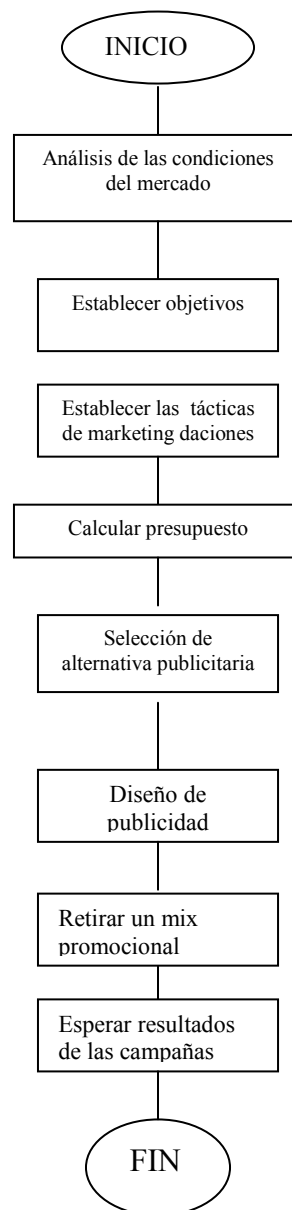 INICIO
Análisis de las condiciones
del mercado
Establecer objetivos
Establecer las tácticas
de marketing daciones
Calcular presupuesto
Selección de
alternativa publicitaria
Diseño de
publicidad
Retirar un mix
promocional
Esperar resultados
de las campañas
FIN